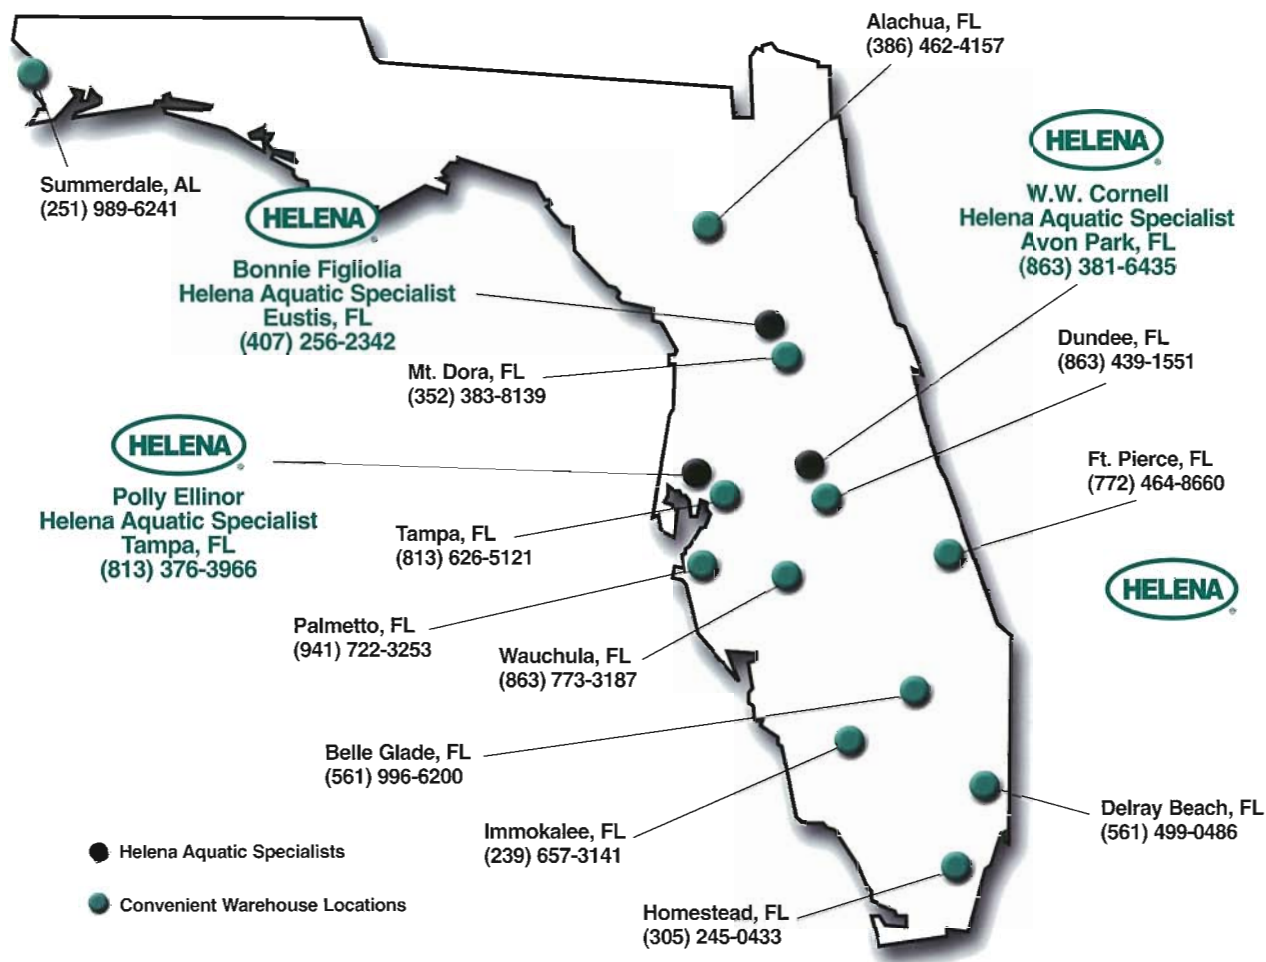 Alachua, FL
(386) 462-4157
HELENA
W.W. Cornell
Helena Aquatic Specialist
Avon Park, FL
(863) 381-6435
Summerdale, AL
(251) 989-6241
HELENA
Bonnie Figliolia
Helena Aquatic Specialist
Eustis, FL
(407) 256-2342
Dundee, FL
(863) 439-1551
Mt. Dora, FL
(352) 383-8139
HELENA
Polly Ellinor
Helena Aquatic Specialist
Tampa, FL
(813) 376-3966
Ft. Pierce, FL
(772) 464-8660
Tampa, FL
(813) 626-5121
HELENA
Palmetto, FL
(941) 722-3253
Wauchula, FL
(863) 773-3187
Belle Glade, FL
(561) 996-6200
Immokalee, FL
(239) 657-3141
Delray Beach, FL
(561) 499-0486
Homestead, FL
(305) 245-0433
Helena Aquatic Specialists
Convenient Warehouse Locations